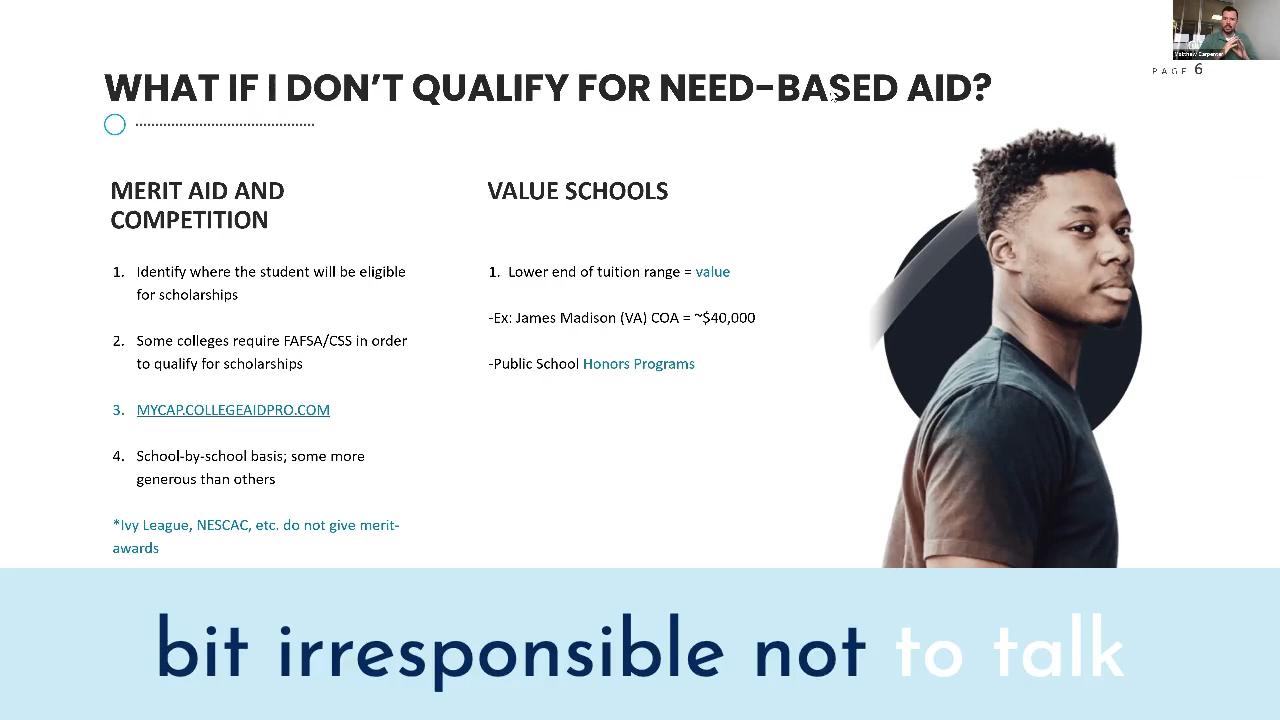 Matthew Carpenter
PAGE 6
WHAT IF I DON'T QUALIFY FOR NEED-BASED AID?
MERIT AID AND
COMPETITION
1. Identify where the student will be eligible
for scholarships
2. Some colleges require FAFSA/CSS in order
to qualify for scholarships
3. MYCAP.COLLEGEAIDPRO.COM
4. School-by-school basis; some more
generous than others
*Ivy League, NESCAC, etc. do not give merit-
awards
VALUE SCHOOLS
1. Lower end of tuition range = value
-Ex: James Madison (VA) COA = ~$40,000
-Public School Honors Programs
bit irresponsible not to talk